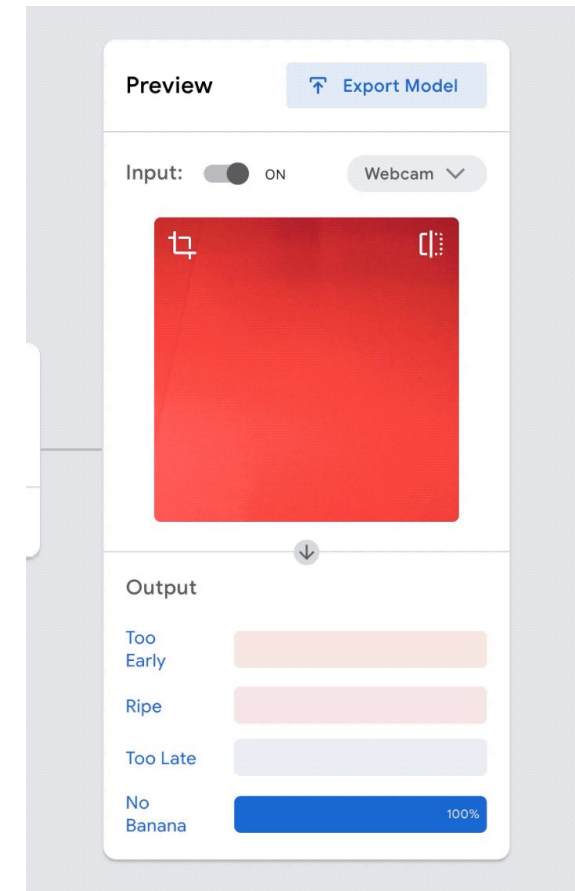 Preview
Export Model
Input:
ON
Webcam
Output
Too
Early
Ripe
Too Late
No
Banana
100%